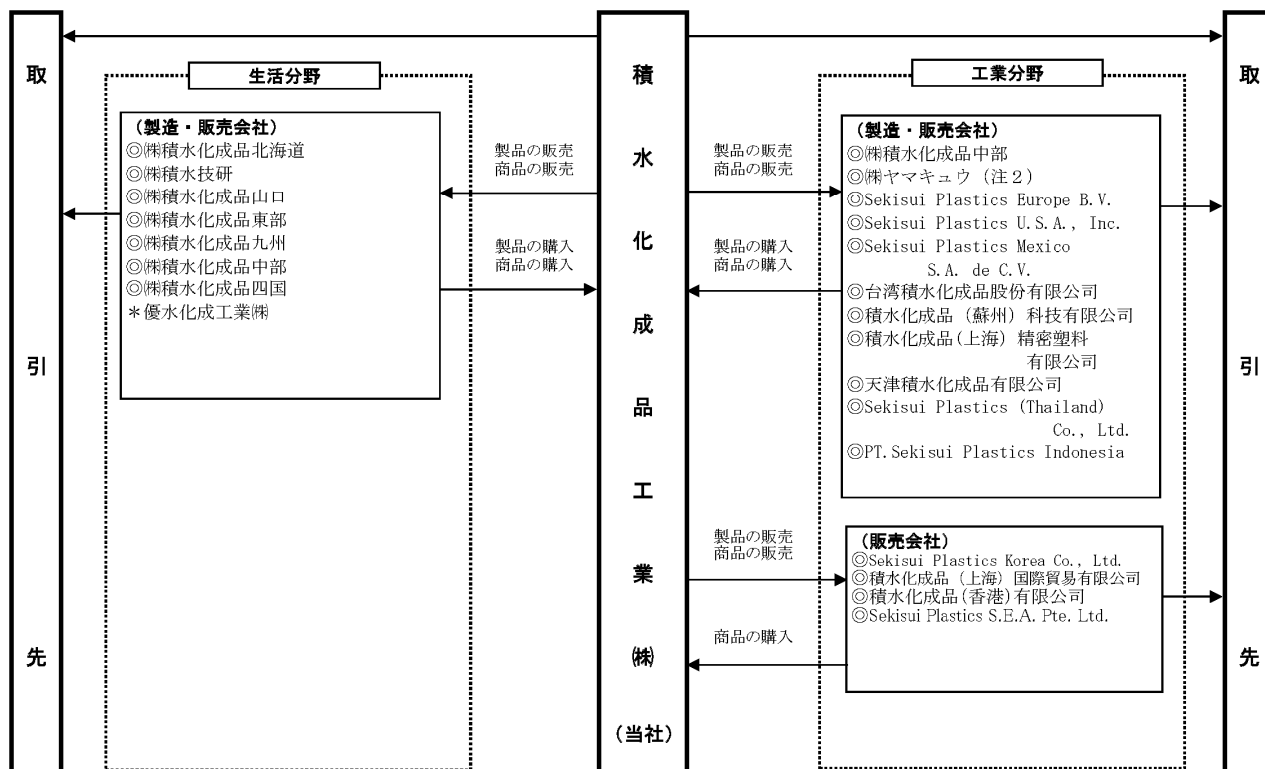 取引先
生活分野
(製造・販売会社)
◎㈱積水化成品北海道
◎㈱積水技研
◎㈱積水化成品山口
◎㈱積水化成品東部
◎㈱積水化成品九州
◎㈱積水化成品中部
◎㈱積水化成品四国
＊優水化成工業㈱
製品の販売
商品の販売
製品の購入
商品の購入
積水化成品工業㈱
(当社)
製品の販売
商品の販売
製品の購入
商品の購入
製品の販売
商品の販売
商品の購入
工業分野
(製造・販売会社)
◎㈱積水化成品中部
◎㈱ヤマキュウ（注２）
◎Sekisui Plastics Europe B.V.
◎Sekisui Plastics U.S.A., Inc.
◎Sekisui Plastics Mexico
S.A. de C.V.
◎台湾積水化成品股份有限公司
◎積水化成品（蘇州）科技有限公司
◎積水化成品(上海）精密塑料
有限公司
◎天津積水化成品有限公司
◎Sekisui Plastics (Thailand)
Co., Ltd.
◎PT.Sekisui Plastics Indonesia
(販売会社)
◎Sekisui Plastics Korea Co., Ltd.
◎積水化成品（上海）国際貿易有限公司
◎積水化成品(香港)有限公司
◎Sekisui Plastics S.E.A. Pte. Ltd.
取引先